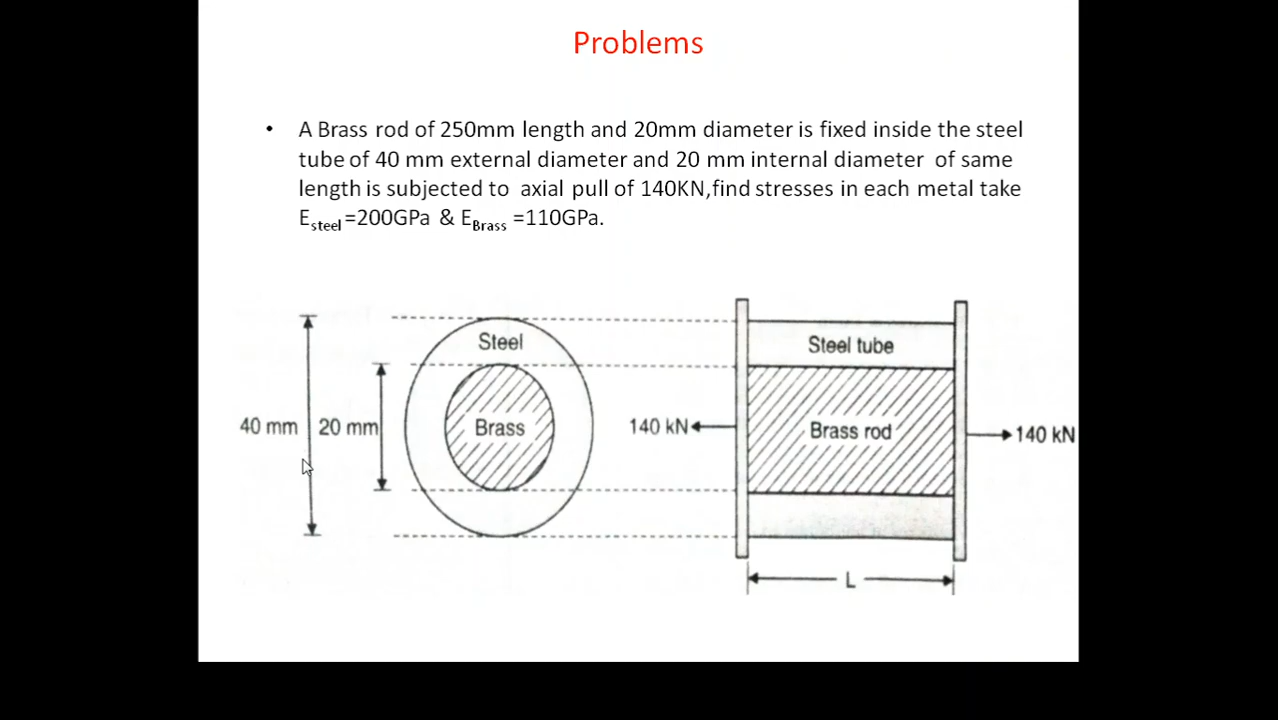 Problems
• A Brass rod of 250mm length and 20mm diameter is fixed inside the steel
tube of 40 mm external diameter and 20 mm internal diameter of same
length is subjected to axial pull of 140KN,find stresses in each metal take
Esteel =200GPa & EBrass =110GPa.
Steel
Steel tube
40 mm
20 mm
Brass
140 kN
Brass rod
140 kN
L